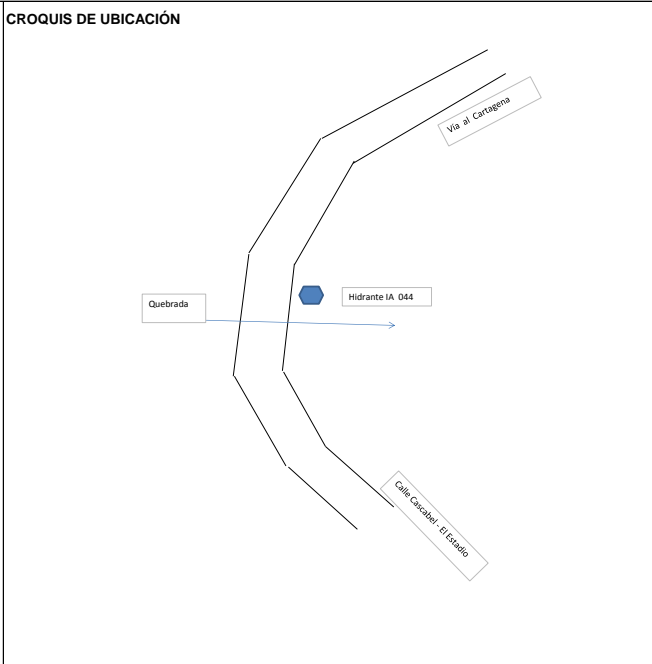 CROQUIS DE UBICACIÓN
Via al Cartagena
Quebrada
Hidrante IA 044
Calle Cascabel - El Estadio